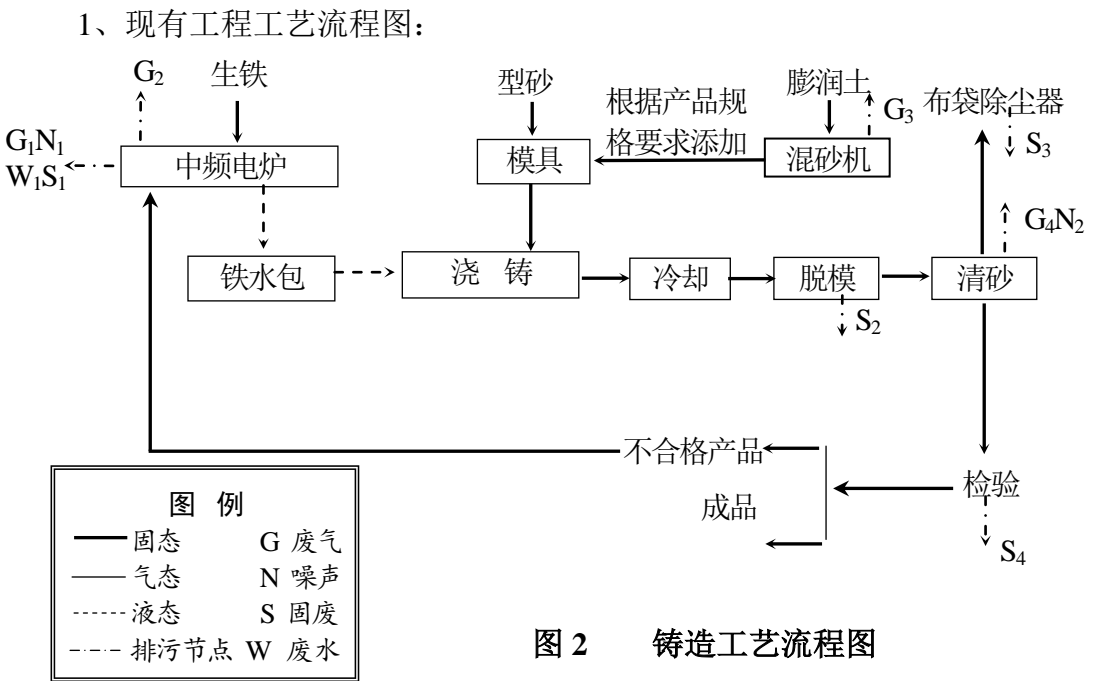 1、现有工程工艺流程图：
G₂ 生铁 型砂 根据产品规 膨润土 G₃ 布袋除尘器
格要求添加
S₃
G₁N₁
W₁S₁
中频电炉 模具 混砂机
G₄N₂
铁水包 浇 铸 冷却 脱模 清砂
S₂
不合格产品
成品
检验
S₄
图 例
固态 G 废气
气态 N 噪声
液态 S 固废
排污节点 W 废水
图 2 铸造工艺流程图